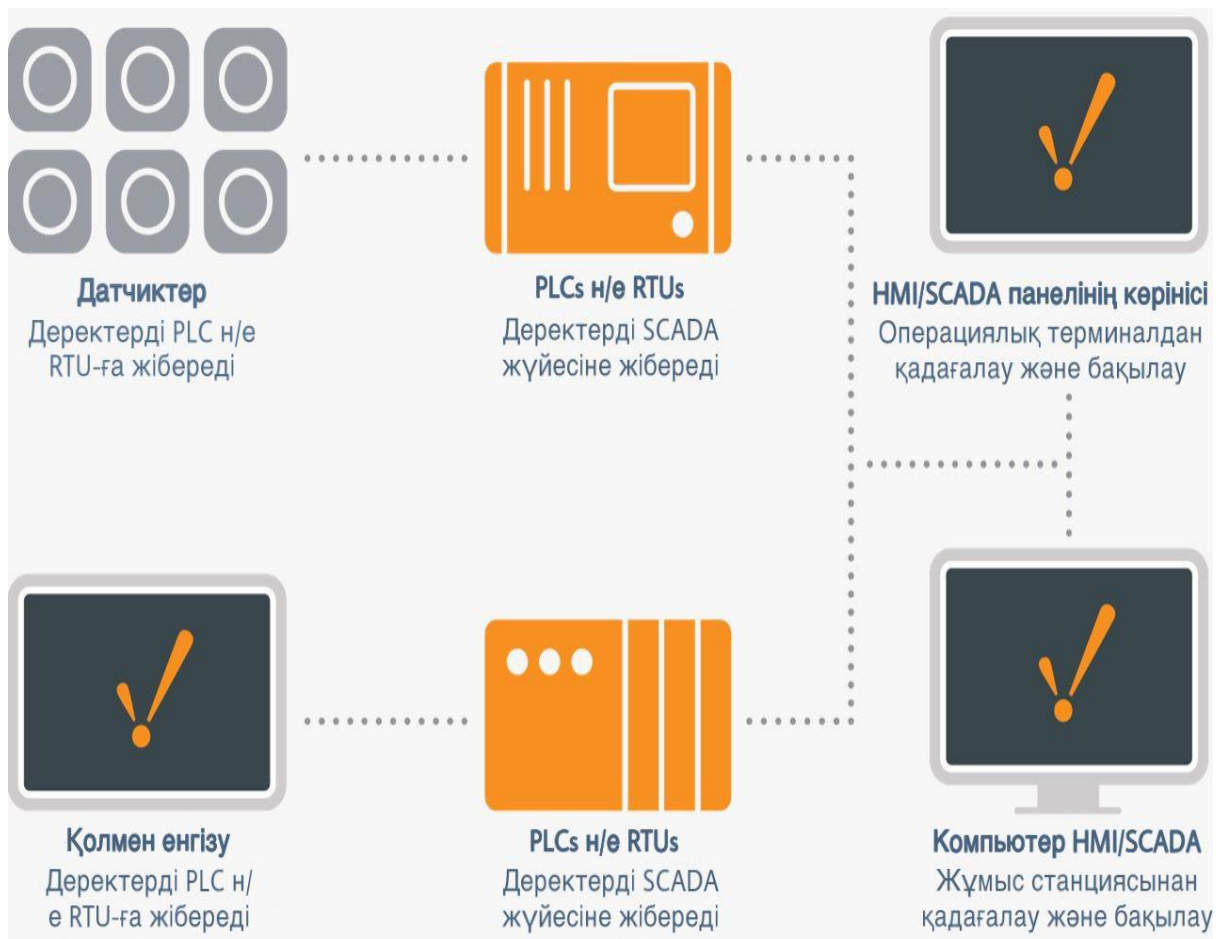 Датчиктер
Деректерді PLC н/е
RTU-ға жібереді
PLCs н/е RTUs
Деректерді SCADA
жүйесіне жібереді
HMI/SCADA панелінің көрінісі
Операциялық терминалдан
қадағалау және бақылау
Қолмен енгізу
Деректерді PLC н/
е RTU-ға жібереді
PLCs н/е RTUs
Деректерді SCADA
жүйесіне жібереді
Компьютер HMI/SCADA
Жұмыс станциясынан
қадағалау және бақылау